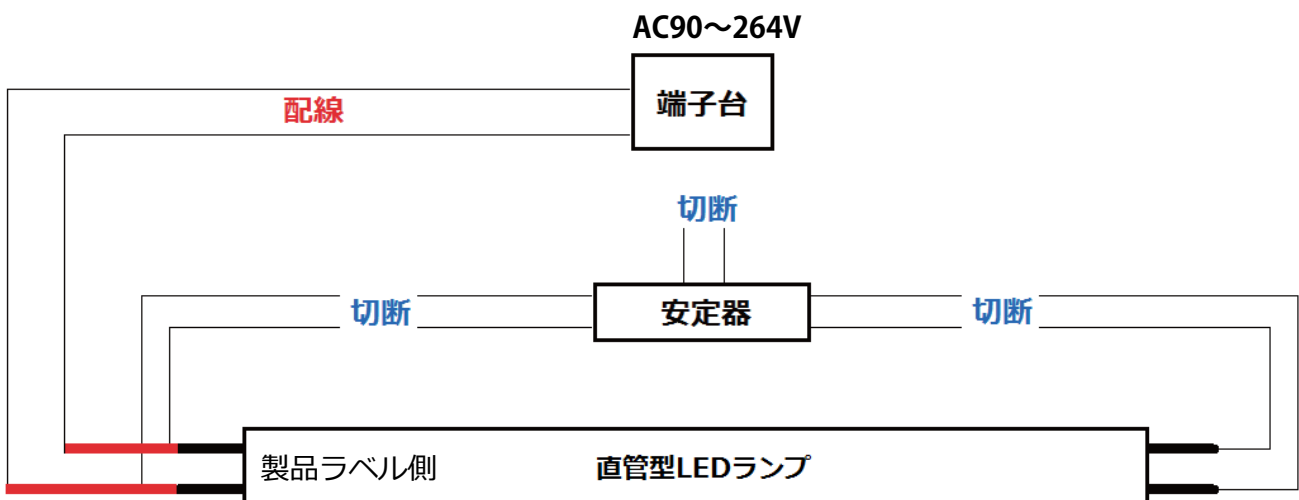 AC90～264V
端子台
配線
切断
切断
安定器
切断
製品ラベル側
直管型LEDランプ